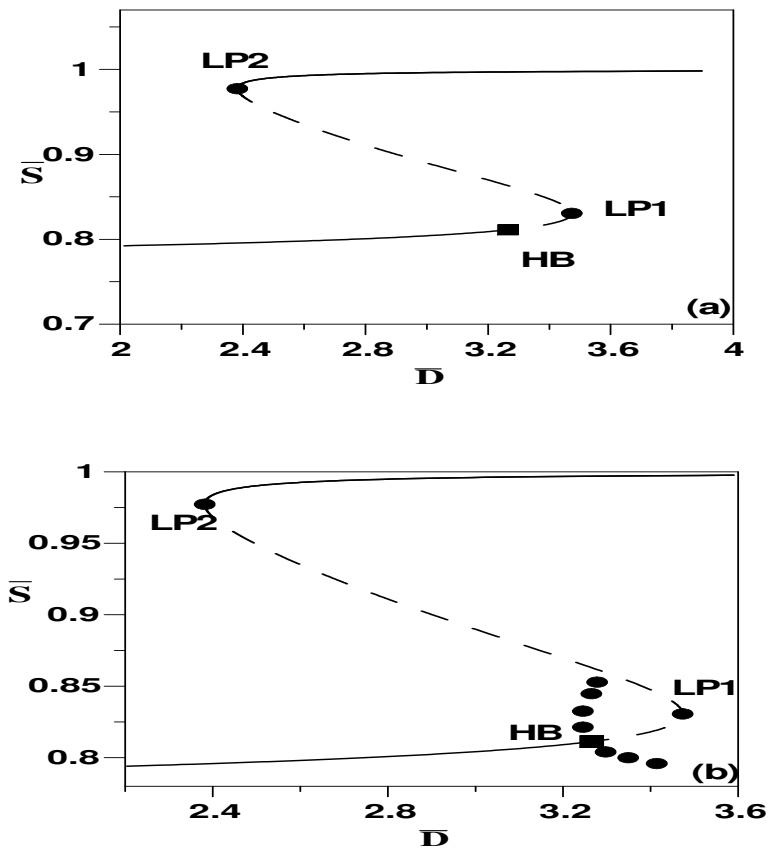 LP2
1
0.9
S̅
LP1
0.8
HB
(a)
0.7
2 2.4 2.8 3.2 3.6 4
D̅
1
LP2
0.95
S̅
0.9
0.85
LP1
HB
0.8
(b)
2.4 2.8 3.2 3.6
D̅